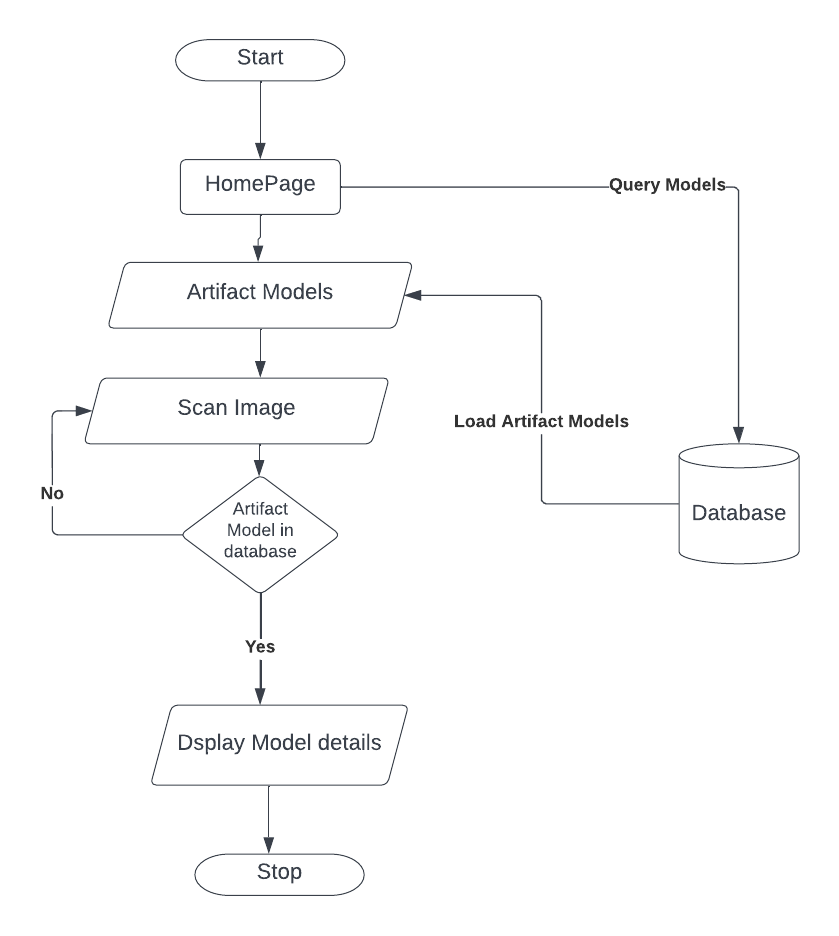 Start
HomePage
Query Models
Artifact Models
Scan Image
Load Artifact Models
No
Artifact
Model in
database
Database
Yes
Dsplay Model details
Stop